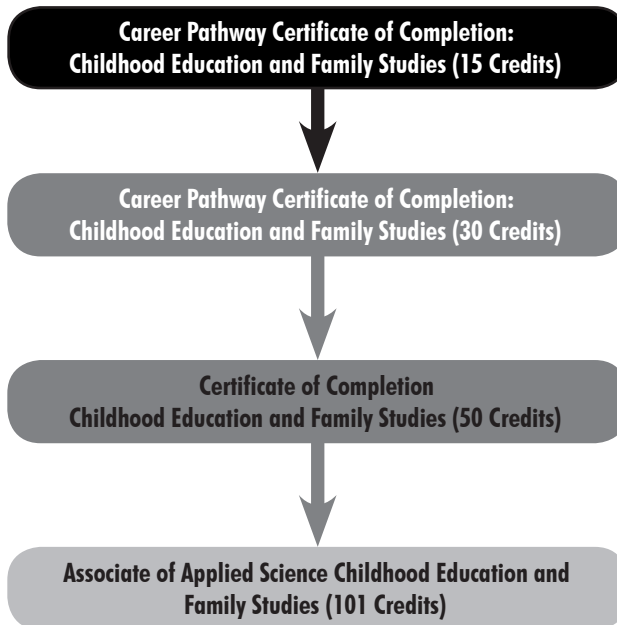 Career Pathway Certificate of Completion:
Childhood Education and Family Studies (15 Credits)
Career Pathway Certificate of Completion:
Childhood Education and Family Studies (30 Credits)
Certificate of Completion
Childhood Education and Family Studies (50 Credits)
Associate of Applied Science Childhood Education and
Family Studies (101 Credits)